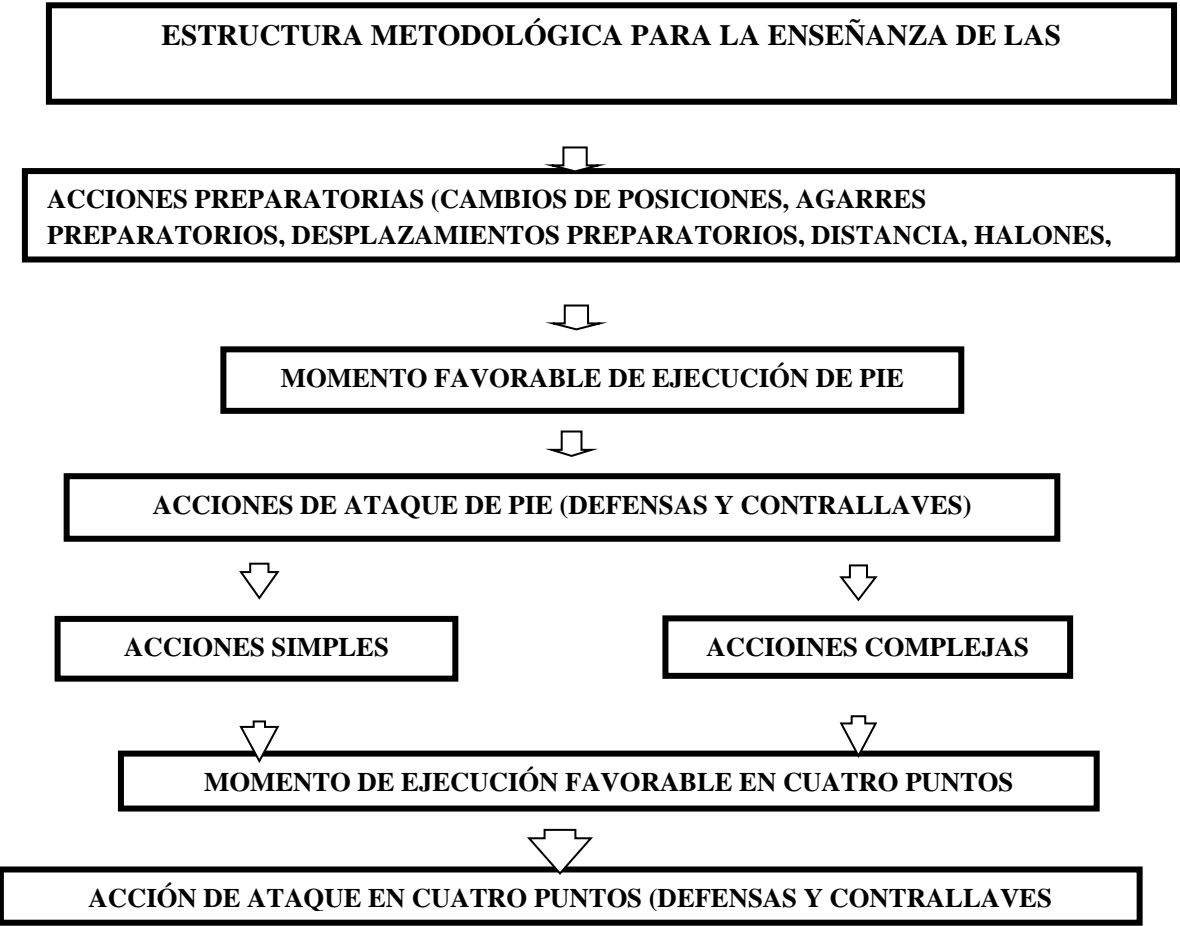 ESTRUCTURA METODOLÓGICA PARA LA ENSEÑANZA DE LAS
ACCIONES PREPARATORIAS (CAMBIOS DE POSICIONES, AGARRES
PREPARATORIOS, DESPLAZAMIENTOS PREPARATORIOS, DISTANCIA, HALONES,
MOMENTO FAVORABLE DE EJECUCIÓN DE PIE
ACCIONES DE ATAQUE DE PIE (DEFENSAS Y CONTRALLAVES)
ACCIONES SIMPLES
ACCIOINES COMPLEJAS
MOMENTO DE EJECUCIÓN FAVORABLE EN CUATRO PUNTOS
ACCIÓN DE ATAQUE EN CUATRO PUNTOS (DEFENSAS Y CONTRALLAVES